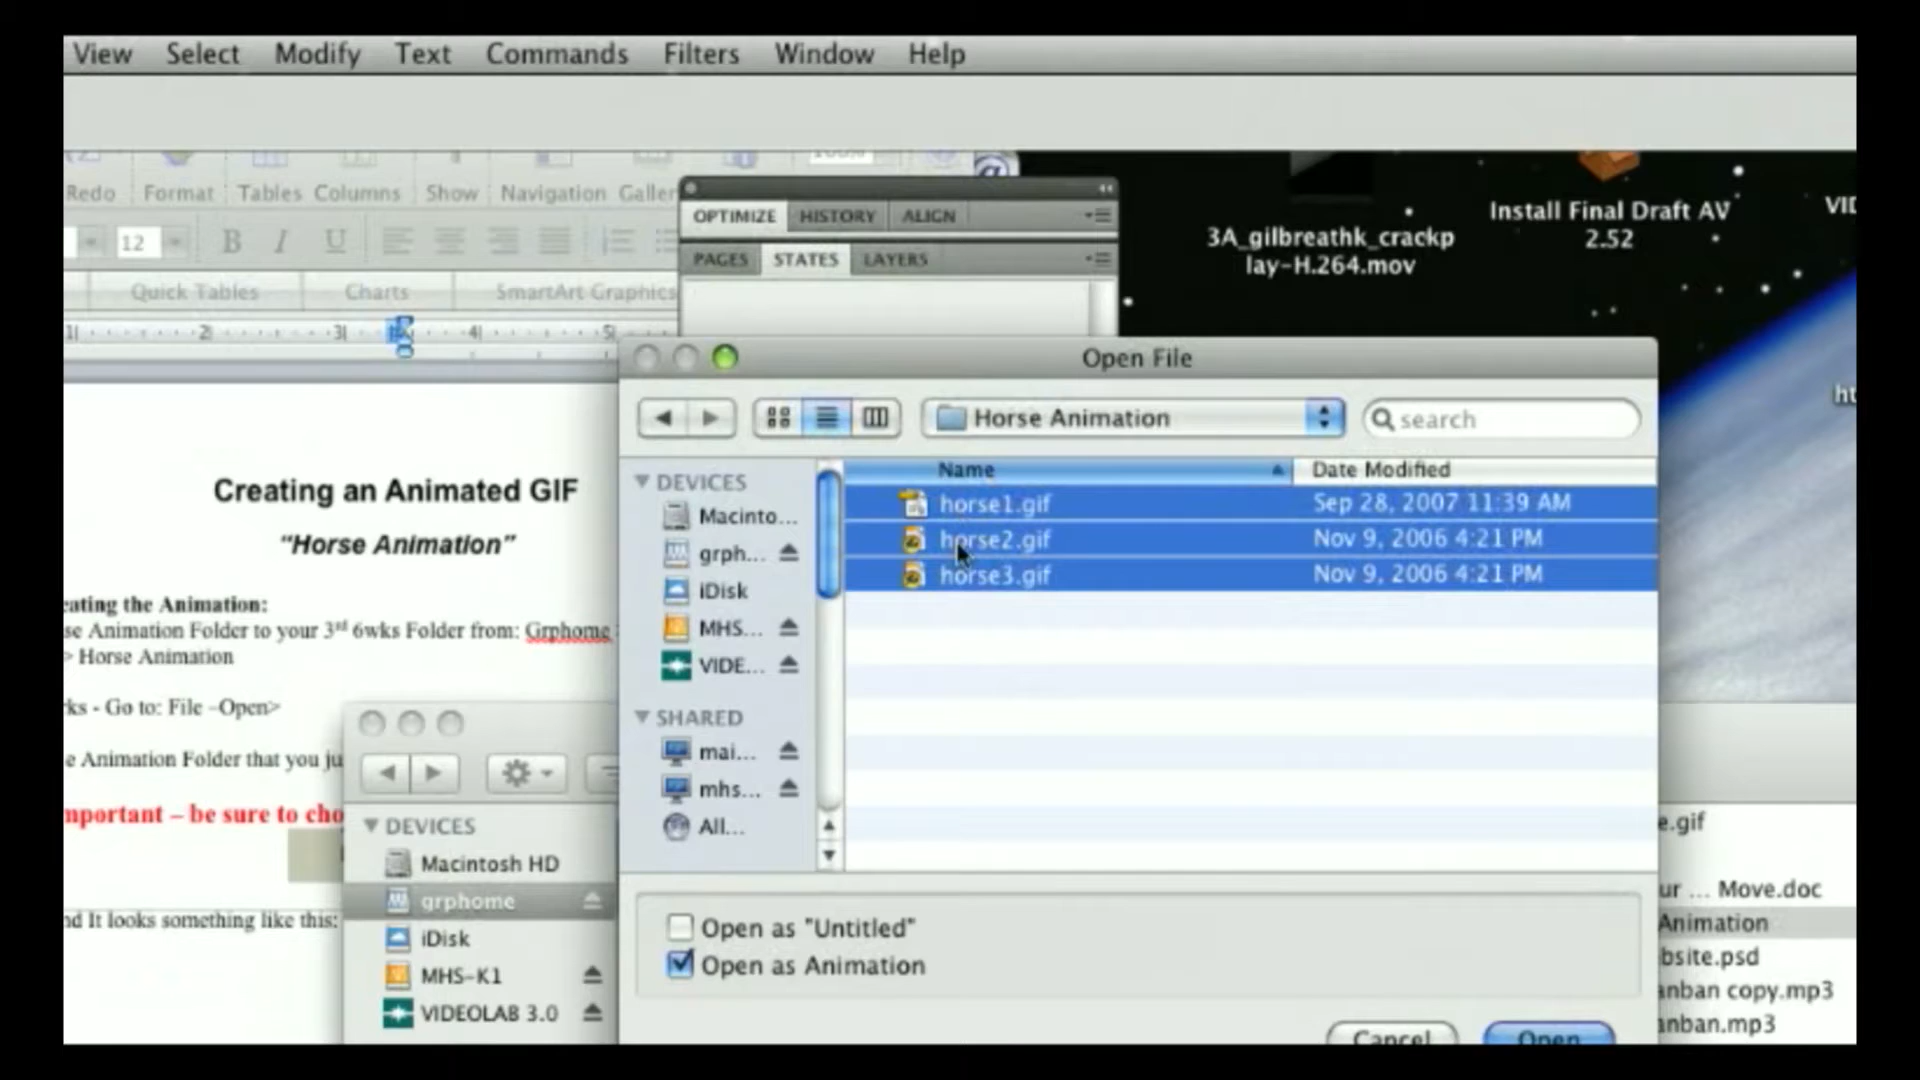 View Select Modify Text Commands Filters Window Help
Redo Format Tables Columns Show Navigation
12 B I U
Quick Tables Charts SmartArt Graphics
OPTIMIZE HISTORY ALIGN
PAGES STATES LAYERS
3A_gilbreathk_crackp
lay-H.264.mov
Install Final Draft AV
2.52
Creating an Animated GIF
“Horse Animation”
eating the Animation:
se Animation Folder to your 3rd 6wks Folder from: Grphome
> Horse Animation
ks - Go to: File –Open>
e Animation Folder that you ju
mportant – be sure to cho
nd It looks something like this:
DEVICES
Macintosh HD
grphome
iDisk
MHS-K1
VIDEOLAB 3.0
Open File
Horse Animation
search
DEVICES
Macinto...
grph...
iDisk
MHS...
VIDE...
SHARED
mai...
mhs...
All...
Name Date Modified
horse1.gif Sep 28, 2007 11:39 AM
horse2.gif Nov 9, 2006 4:21 PM
horse3.gif Nov 9, 2006 4:21 PM
Open as "Untitled"
Open as Animation
Cancel Open
e.gif
ur ... Move.doc
Animation
bsite.psd
anban copy.mp3
anban.mp3